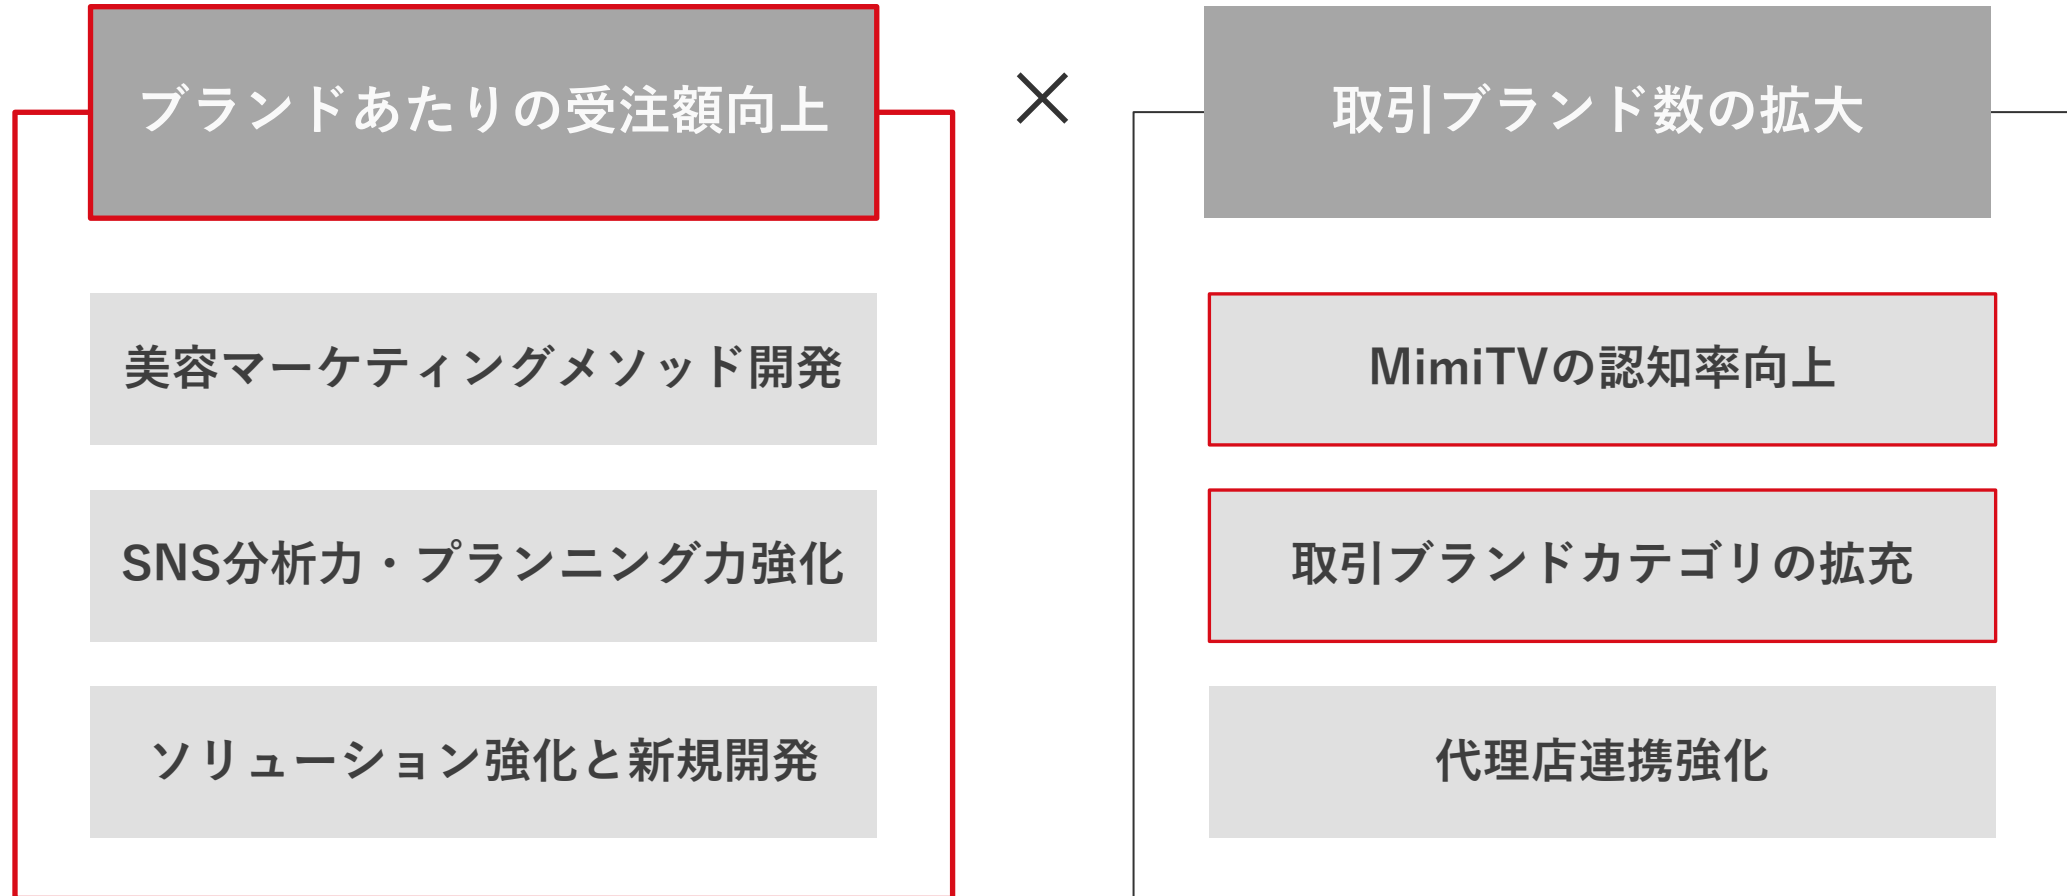 ブランドあたりの受注額向上
×
取引ブランド数の拡大
美容マーケティングメソッド開発
SNS分析力・プランニング力強化
ソリューション強化と新規開発
MimiTVの認知率向上
取引ブランドカテゴリの拡充
代理店連携強化